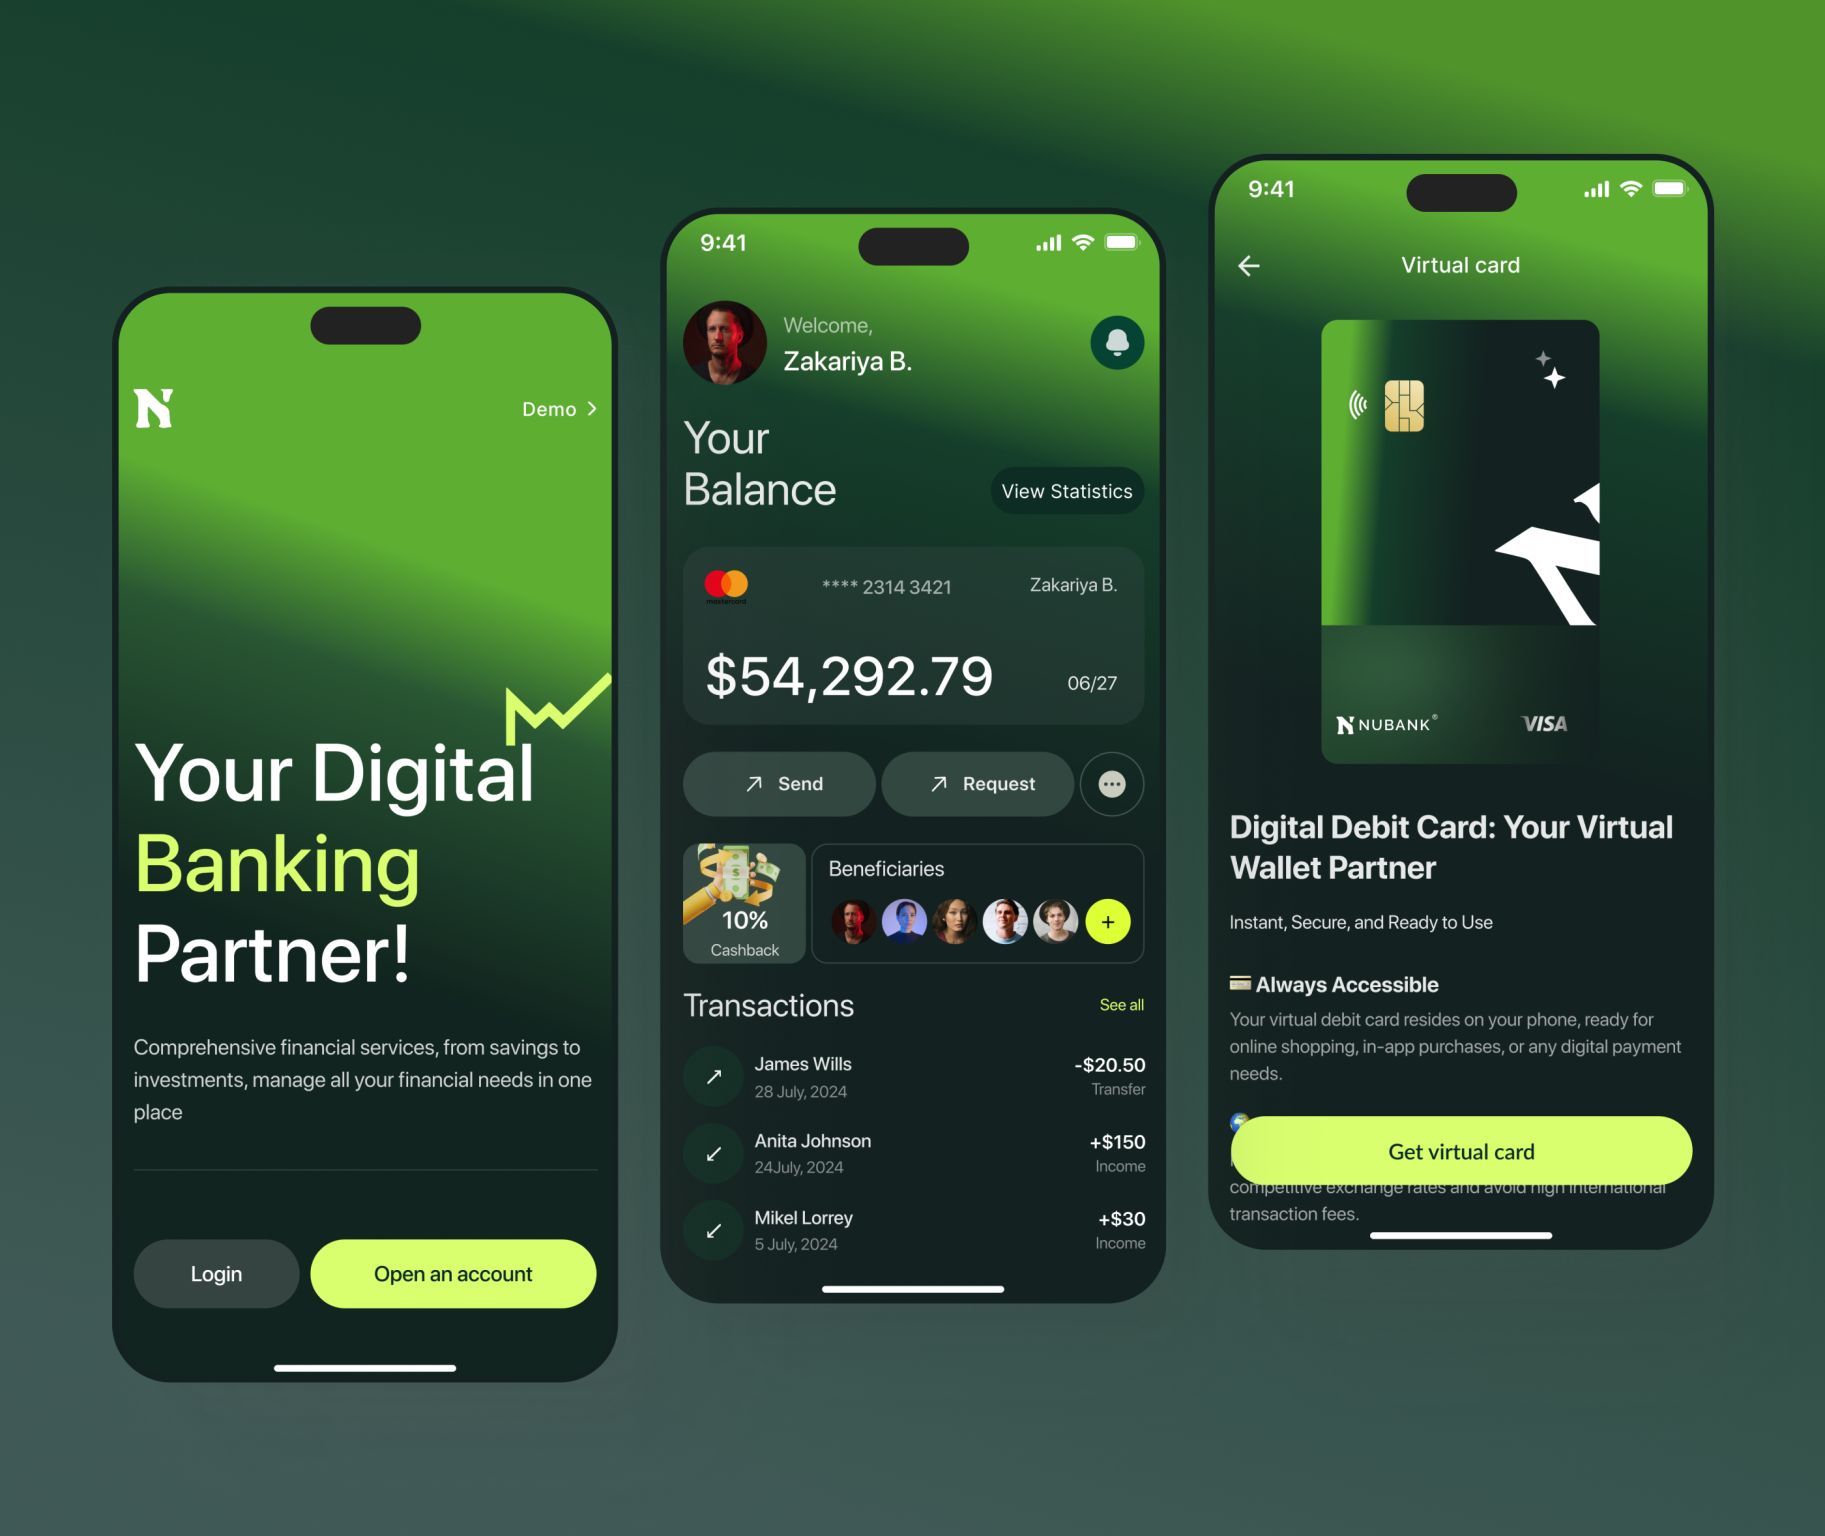 Demo
Your Digital
Banking
Partner!
Comprehensive financial services, from savings to
investments, manage all your financial needs in one
place
Login
Open an account
9:41
Welcome,
Zakariya B.
Your
Balance
View Statistics
mastercard
**** 2314 3421
Zakariya B.
$54,292.79
06/27
Send
Request
10%
Cashback
Beneficiaries
+
Transactions
See all
James Wills
-$20.50
28 July, 2024
Transfer
Anita Johnson
+$150
24July, 2024
Income
Mikel Lorrey
+$30
5 July, 2024
Income
9:41
Virtual card
NUBANK®
VISA
Digital Debit Card: Your Virtual
Wallet Partner
Instant, Secure, and Ready to Use
Always Accessible
Your virtual debit card resides on your phone, ready for
online shopping, in-app purchases, or any digital payment
needs.
Get virtual card
competitive exchange rates and avoid high international
transaction fees.